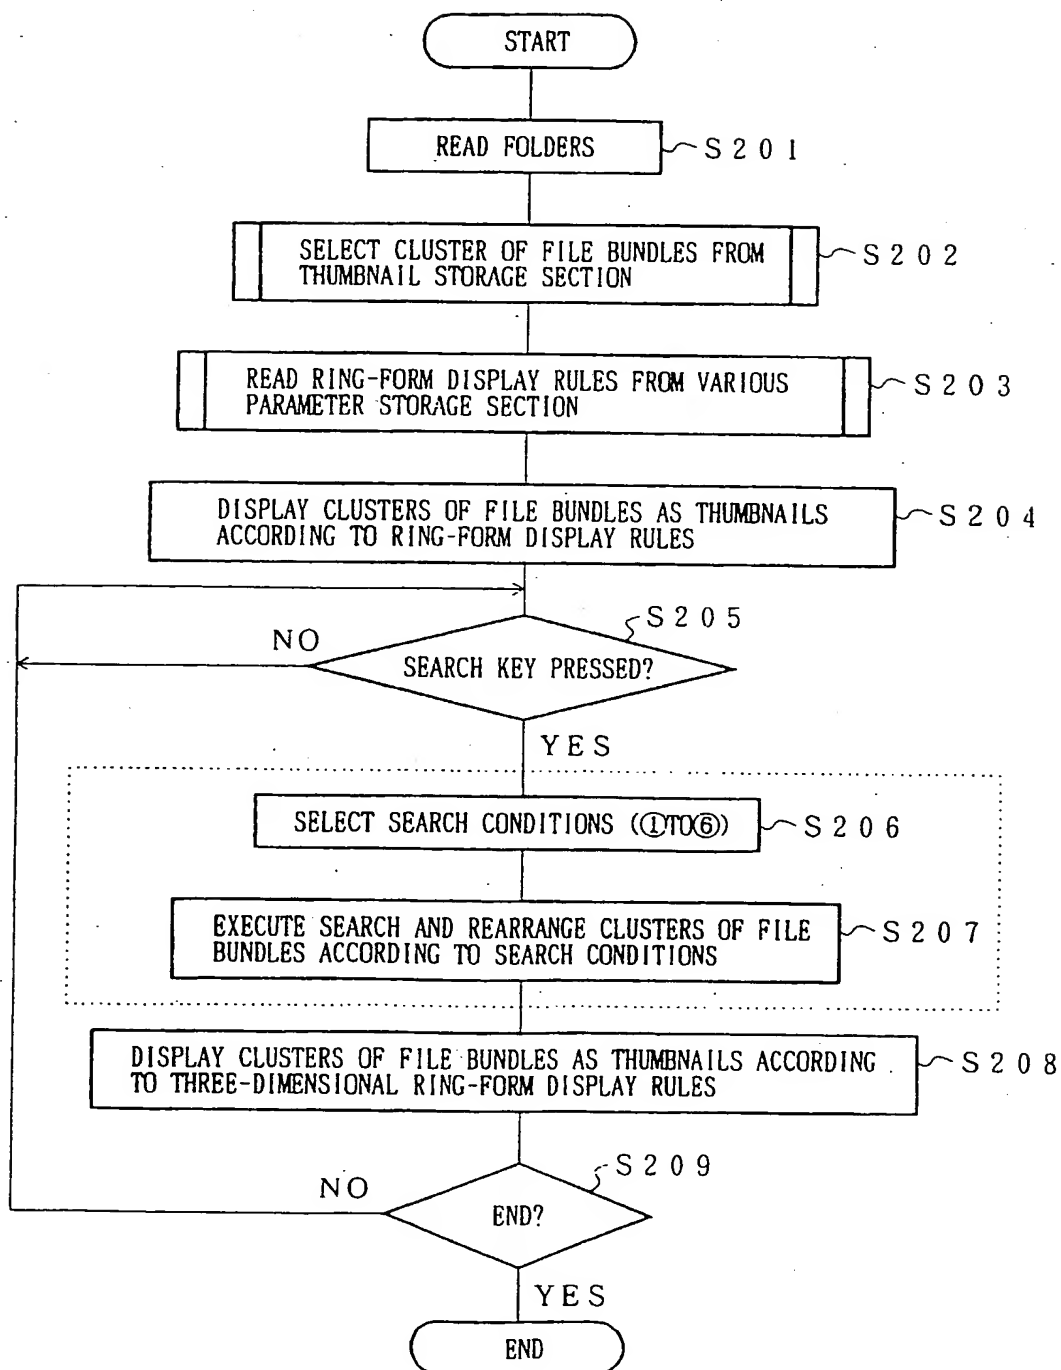 START
READ FOLDERS
S201
SELECT CLUSTER OF FILE BUNDLES FROM
THUMBNAIL STORAGE SECTION
S202
READ RING-FORM DISPLAY RULES FROM VARIOUS
PARAMETER STORAGE SECTION
S203
DISPLAY CLUSTERS OF FILE BUNDLES AS THUMBNAILS
ACCORDING TO RING-FORM DISPLAY RULES
S204
S205
NO
SEARCH KEY PRESSED?
YES
SELECT SEARCH CONDITIONS (①TO⑥)
S206
EXECUTE SEARCH AND REARRANGE CLUSTERS OF FILE
BUNDLES ACCORDING TO SEARCH CONDITIONS
S207
DISPLAY CLUSTERS OF FILE BUNDLES AS THUMBNAILS ACCORDING
TO THREE-DIMENSIONAL RING-FORM DISPLAY RULES
S208
S209
NO
END?
YES
END